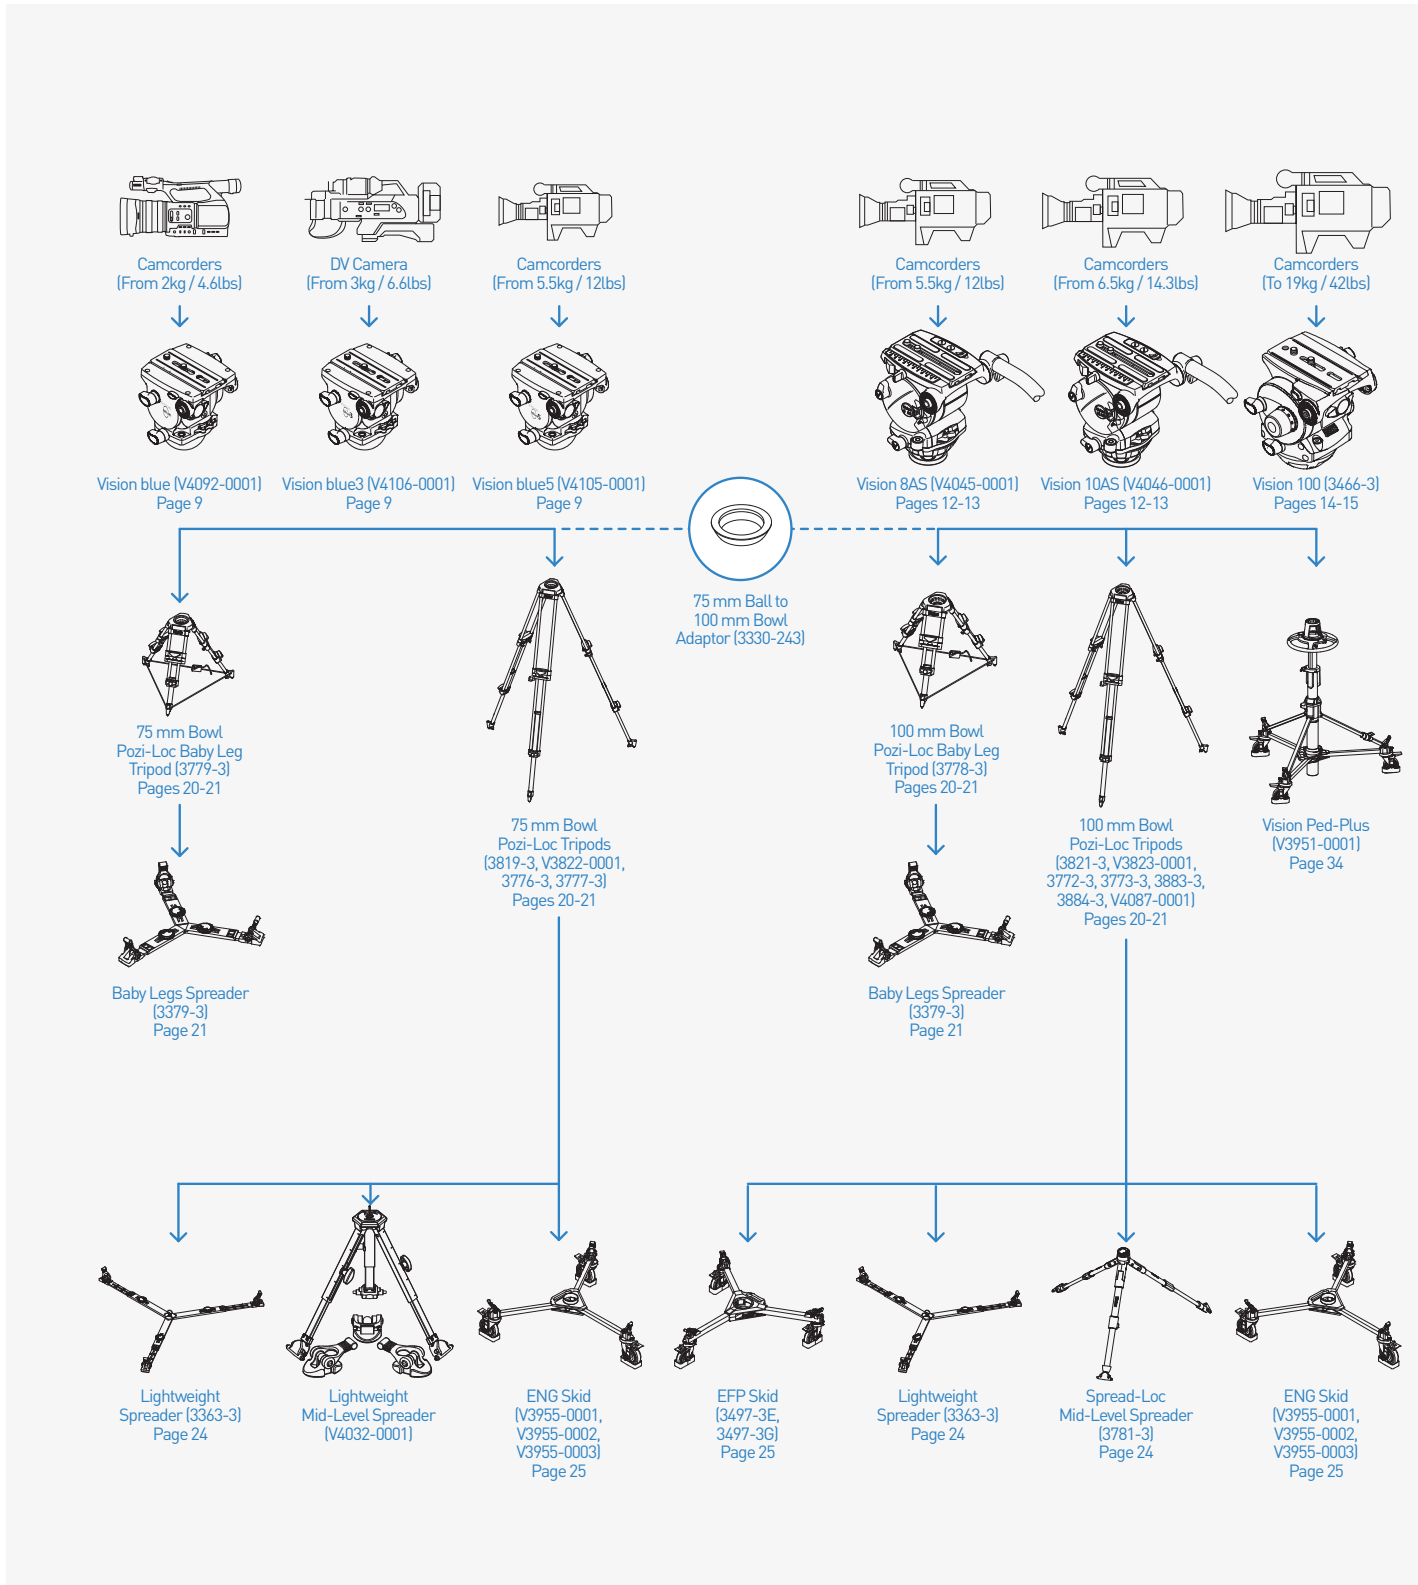 Camcorders
(From 2kg / 4.6lbs)
DV Camera
(From 3kg / 6.6lbs)
Camcorders
(From 5.5kg / 12lbs)
Camcorders
(From 5.5kg / 12lbs)
Camcorders
(From 6.5kg / 14.3lbs)
Camcorders
(To 19kg / 42lbs)
Vision blue (V4092-0001)
Page 9
Vision blue3 (V4106-0001)
Page 9
Vision blue5 (V4105-0001)
Page 9
Vision 8AS (V4045-0001)
Pages 12-13
Vision 10AS (V4046-0001)
Pages 12-13
Vision 100 (3466-3)
Pages 14-15
75 mm Ball to
100 mm Bowl
Adaptor (3330-243)
75 mm Bowl
Pozi-Loc Baby Leg
Tripod (3779-3)
Pages 20-21
75 mm Bowl
Pozi-Loc Tripods
(3819-3, V3822-0001,
3776-3, 3777-3)
Pages 20-21
100 mm Bowl
Pozi-Loc Baby Leg
Tripod (3778-3)
Pages 20-21
100 mm Bowl
Pozi-Loc Tripods
(3821-3, V3823-0001,
3772-3, 3773-3, 3883-3,
3884-3, V4087-0001)
Pages 20-21
Vision Ped-Plus
(V3951-0001)
Page 34
Baby Legs Spreader
(3379-3)
Page 21
Baby Legs Spreader
(3379-3)
Page 21
Lightweight
Spreader (3363-3)
Page 24
Lightweight
Mid-Level Spreader
(V4032-0001)
ENG Skid
(V3955-0001,
V3955-0002,
V3955-0003)
Page 25
EFP Skid
(3497-3E,
3497-3G)
Page 25
Lightweight
Spreader (3363-3)
Page 24
Spread-Loc
Mid-Level Spreader
(3781-3)
Page 24
ENG Skid
(V3955-0001,
V3955-0002,
V3955-0003)
Page 25